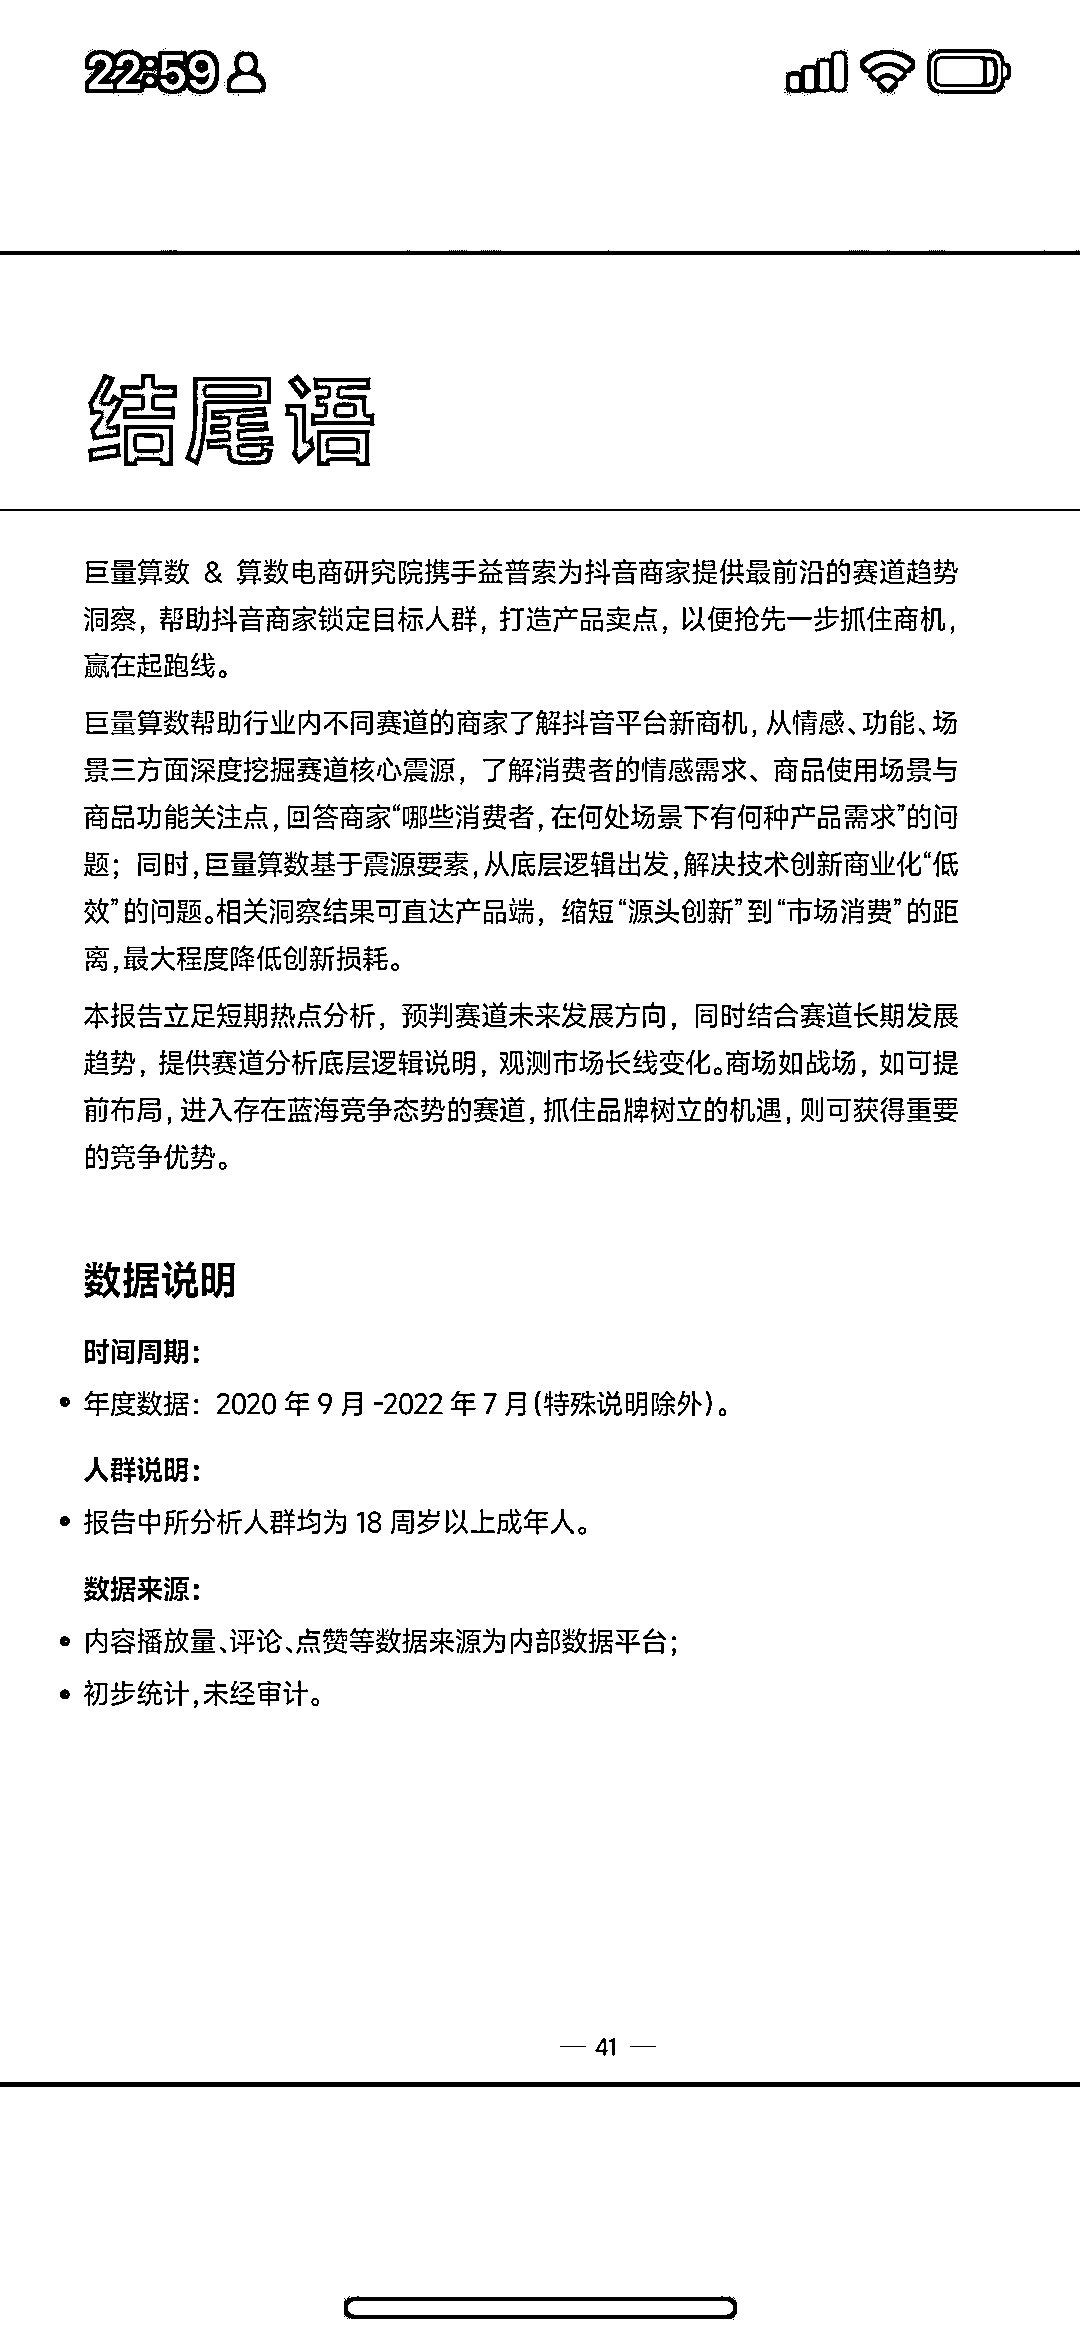 22:59
结尾语
巨量算数 & 算数电商研究院携手益普索为抖音商家提供最前沿的赛道趋势
洞察，帮助抖音商家锁定目标人群，打造产品卖点，以便抢先一步抓住商机，
赢在起跑线。
巨量算数帮助行业内不同赛道的商家了解抖音平台新商机，从情感、功能、场
景三方面深度挖掘赛道核心震源，了解消费者的情感需求、商品使用场景与
商品功能关注点，回答商家“哪些消费者，在何处场景下有何种产品需求”的问
题；同时，巨量算数基于震源要素，从底层逻辑出发，解决技术创新商业化“低
效”的问题。相关洞察结果可直达产品端，缩短“源头创新”到“市场消费”的距
离，最大程度降低创新损耗。
本报告立足短期热点分析，预判赛道未来发展方向，同时结合赛道长期发展
趋势，提供赛道分析底层逻辑说明，观测市场长线变化。商场如战场，如可提
前布局，进入存在蓝海竞争态势的赛道，抓住品牌树立的机遇，则可获得重要
的竞争优势。
数据说明
时间周期：
• 年度数据：2020 年 9 月 -2022 年 7 月(特殊说明除外)。
人群说明：
• 报告中所分析人群均为 18 周岁以上成年人。
数据来源：
• 内容播放量、评论、点赞等数据来源为内部数据平台；
• 初步统计，未经审计。
— 41 —